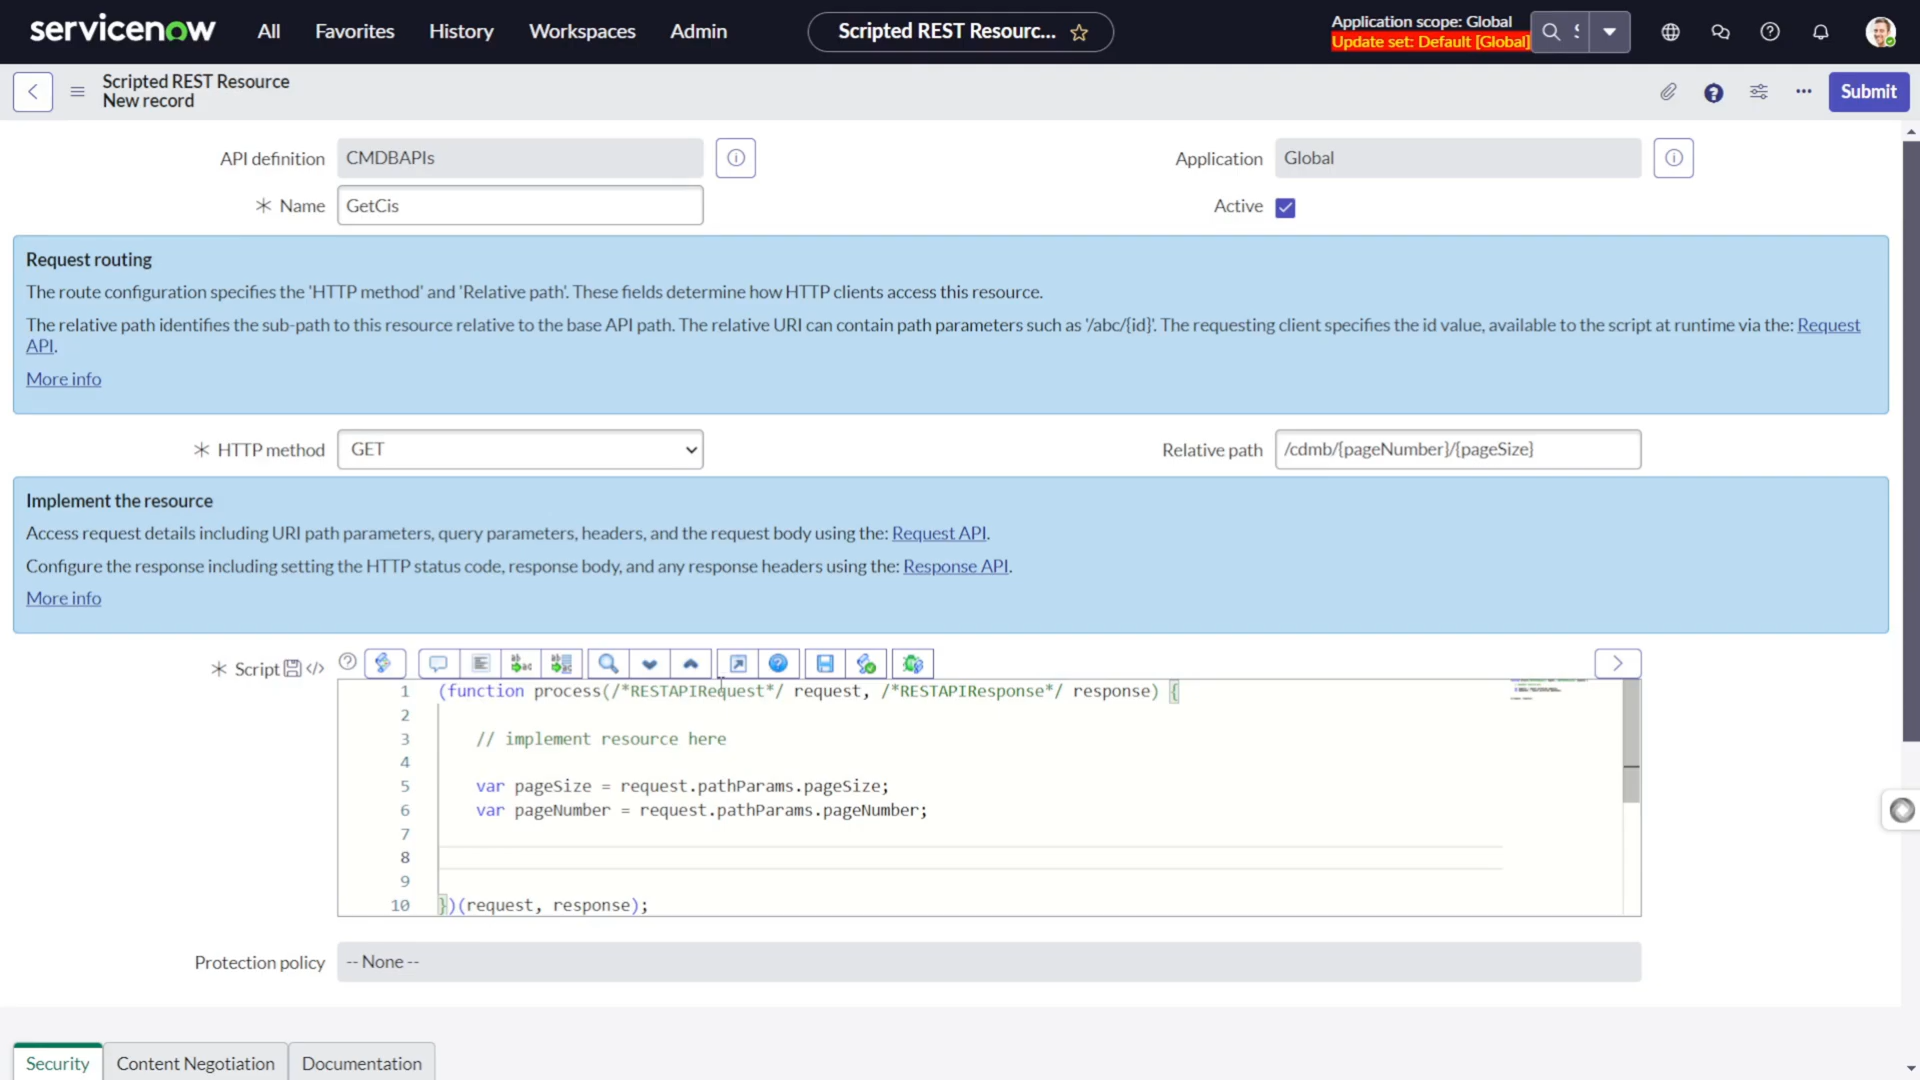 servicenow All Favorites History Workspaces Admin Scripted REST Resourc... Application scope: Global
Update set: Default [Global]
Scripted REST Resource
New record
Submit
API definition CMDBAPIs Application Global
Name GetCis Active
Request routing
The route configuration specifies the 'HTTP method' and 'Relative path'. These fields determine how HTTP clients access this resource.
The relative path identifies the sub-path to this resource relative to the base API path. The relative URI can contain path parameters such as '/abc/{id}'. The requesting client specifies the id value, available to the script at runtime via the: Request
API.
More info
HTTP method GET Relative path /cdmb/{pageNumber}/{pageSize}
Implement the resource
Access request details including URI path parameters, query parameters, headers, and the request body using the: Request API.
Configure the response including setting the HTTP status code, response body, and any response headers using the: Response API.
More info
Script
1 (function process(/*RESTAPIRequest*/ request, /*RESTAPIResponse*/ response) {
2
3 // implement resource here
4
5 var pageSize = request.pathParams.pageSize;
6 var pageNumber = request.pathParams.pageNumber;
7
8
9
10 })(request, response);
Protection policy -- None --
Security Content Negotiation Documentation